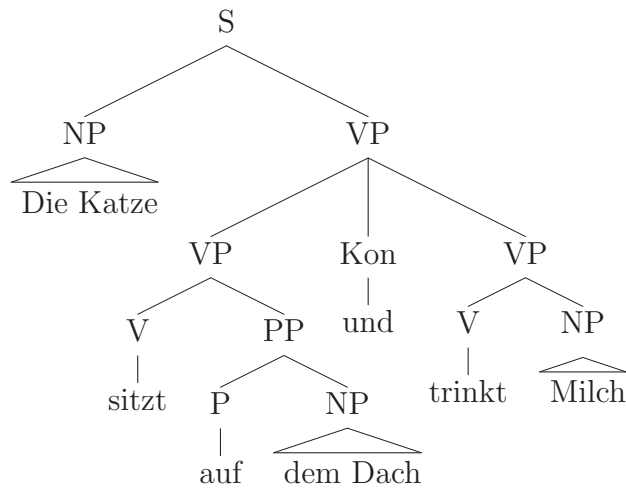 S
NP VP
Die Katze
VP Kon VP
V PP und V NP
sitzt P NP trinkt Milch
auf dem Dach